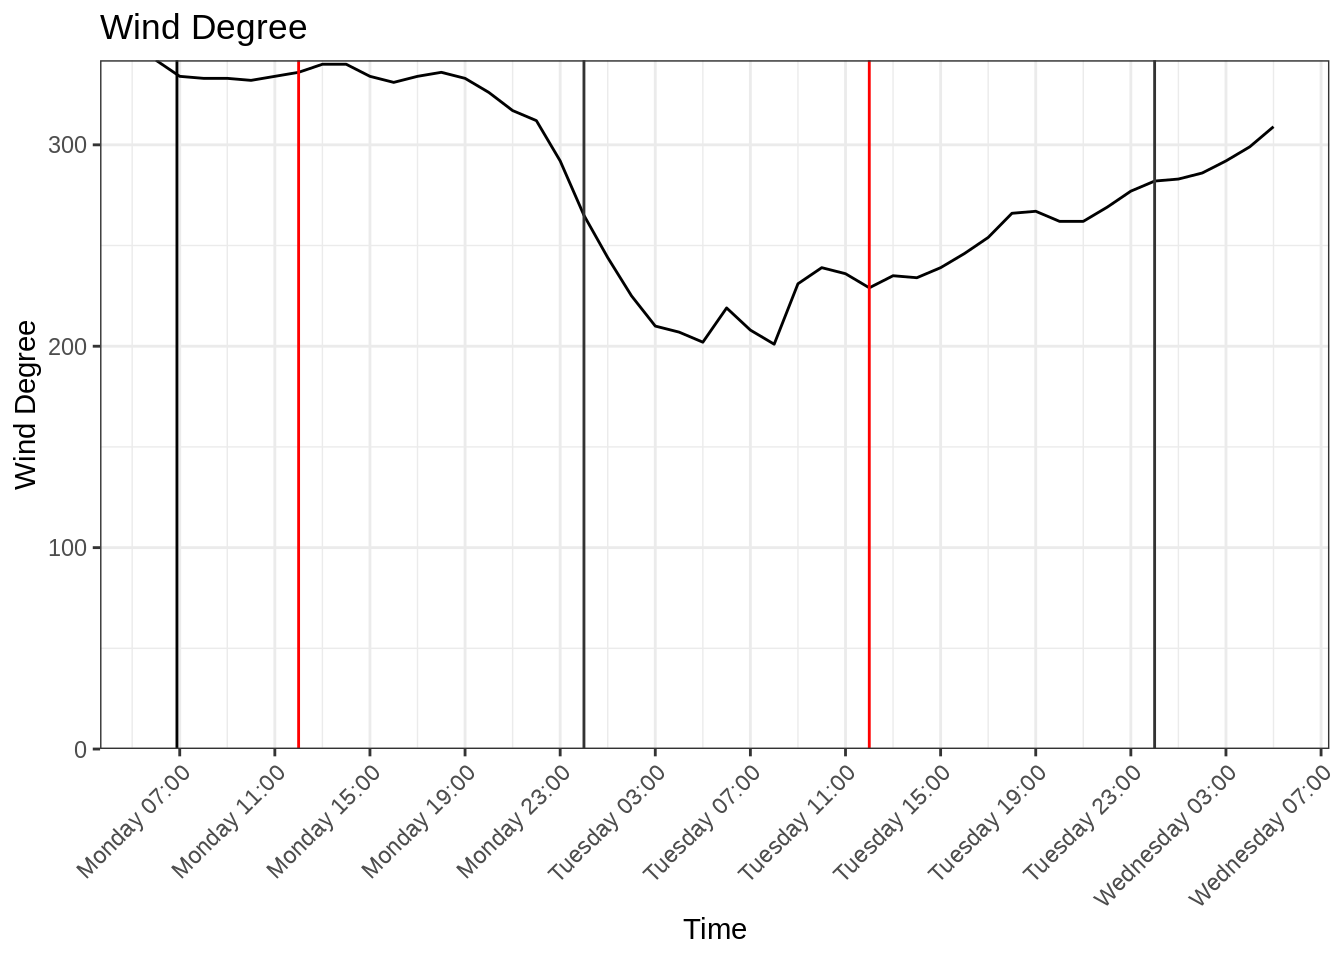 Wind Degree
Wind Degree
300
200
100
0
Monday 07:00
Monday 11:00
Monday 15:00
Monday 19:00
Monday 23:00
Tuesday 03:00
Tuesday 07:00
Tuesday 11:00
Tuesday 15:00
Tuesday 19:00
Tuesday 23:00
Wednesday 03:00
Wednesday 07:00
Time